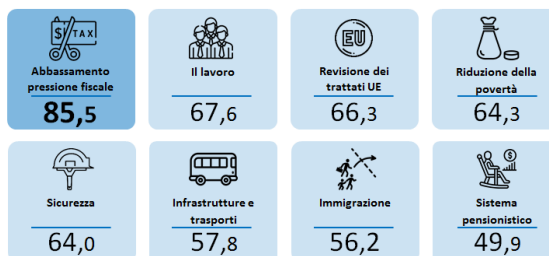 $ TAX
Abbassamento
pressione fiscale
85,5
Il lavoro
67,6
EU
Revisione dei
trattati UE
66,3
Riduzione della
povertà
64,3
Sicurezza
64,0
Infrastrutture e
trasporti
57,8
Immigrazione
56,2
$
Sistema
pensionistico
49,9